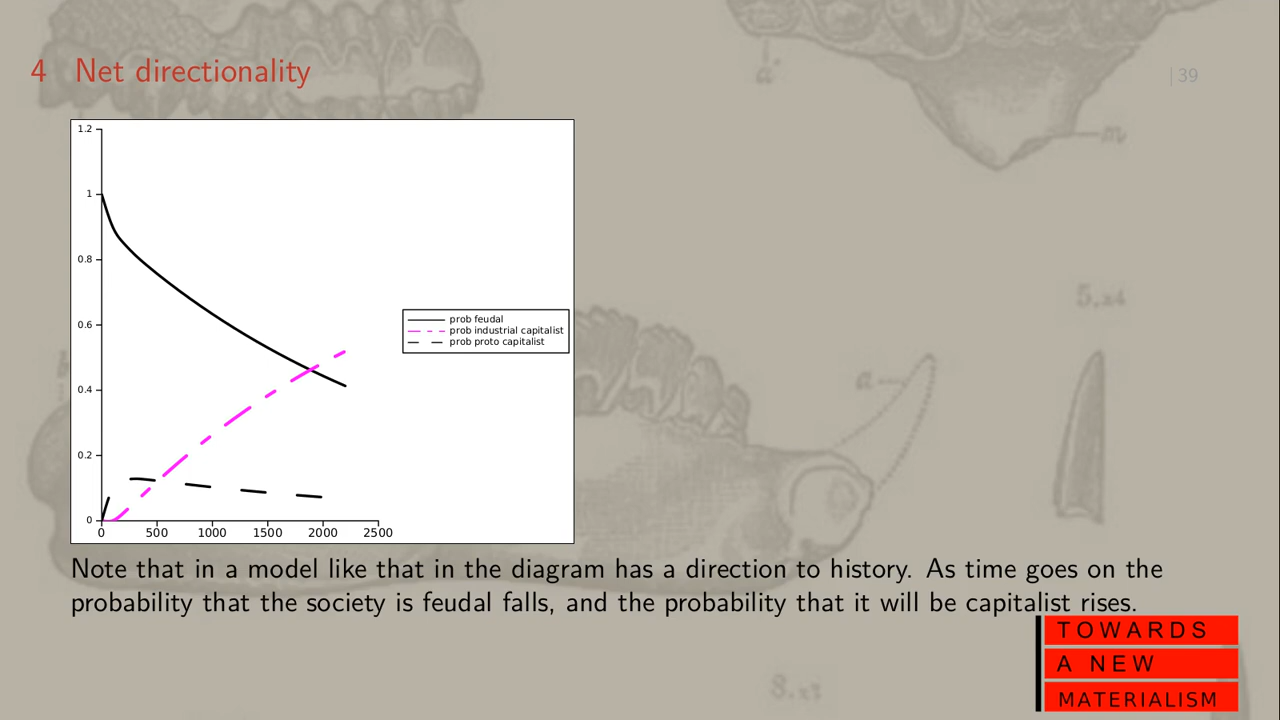 4 Net directionality
| 39
1.2
1
0.8
0.6
0.4
0.2
0
0 500 1000 1500 2000 2500
prob feudal
prob industrial capitalist
prob proto capitalist
5.x4
a
m
8.x
Note that in a model like that in the diagram has a direction to history. As time goes on the
probability that the society is feudal falls, and the probability that it will be capitalist rises.
TOWARDS
A NEW
MATERIALISM